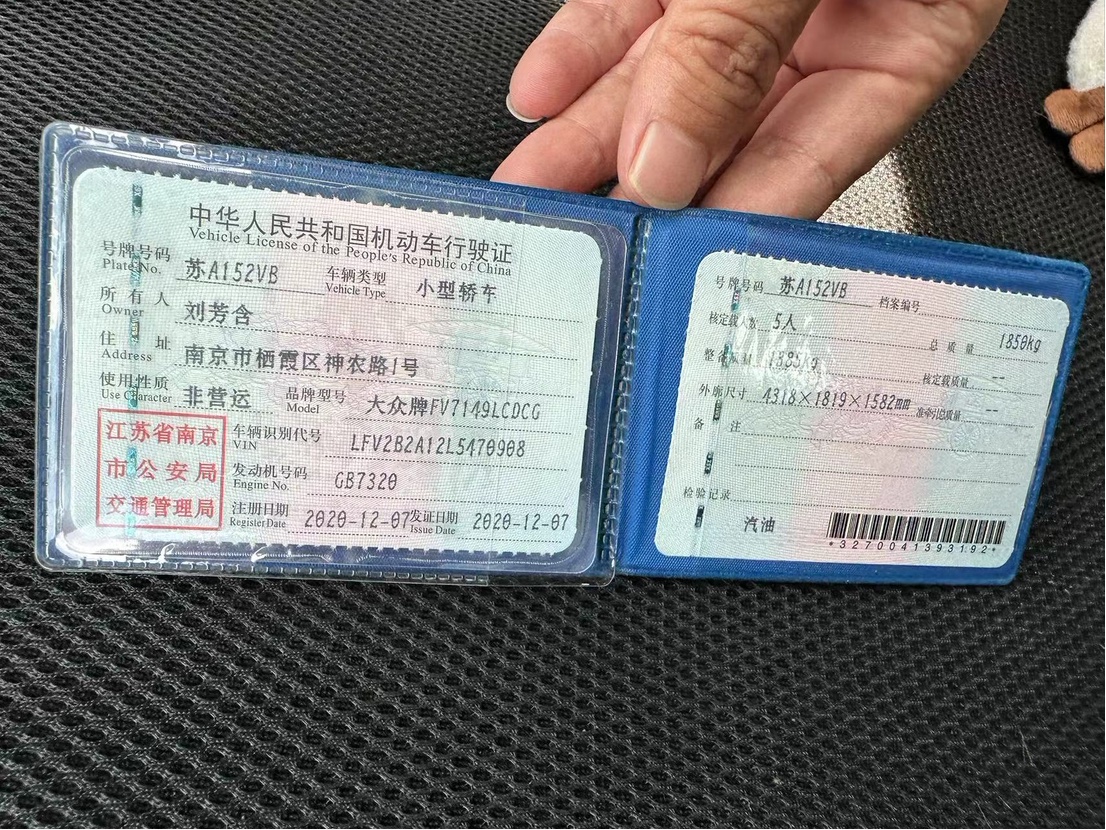 中华人民共和国机动车行驶证
Vehicle License of the People's Republic of China
号牌号码 苏A152VB 车辆类型 小型轿车
Plate No. Vehicle Type
所有人 刘芳含
Owner
住址 南京市栖霞区神农路1号
Address
使用性质 非营运 品牌型号 大众牌FV7149LCDCG
Use Character Model
江苏省南京
市公安局
交通管理局
车辆识别代号 LFV2B2A12L5470908
VIN
发动机号码 GB7320
Engine No.
注册日期 2020-12-07 发证日期 2020-12-07
Register Date Issue Date
号牌号码 苏A152VB 档案编号
核定载人数 5人 总质量 1850kg
整备质量 核定载质量 --
外廓尺寸 4318×1819×1582mm 准牵引总质量 --
备注
检验记录
汽油
*3270041393192*